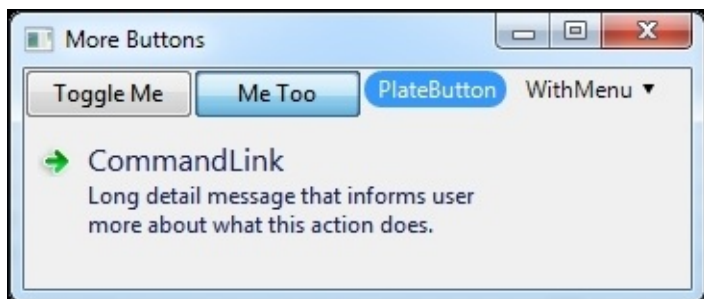 More Buttons
Toggle Me Me Too PlateButton WithMenu ▼
CommandLink
Long detail message that informs user
more about what this action does.